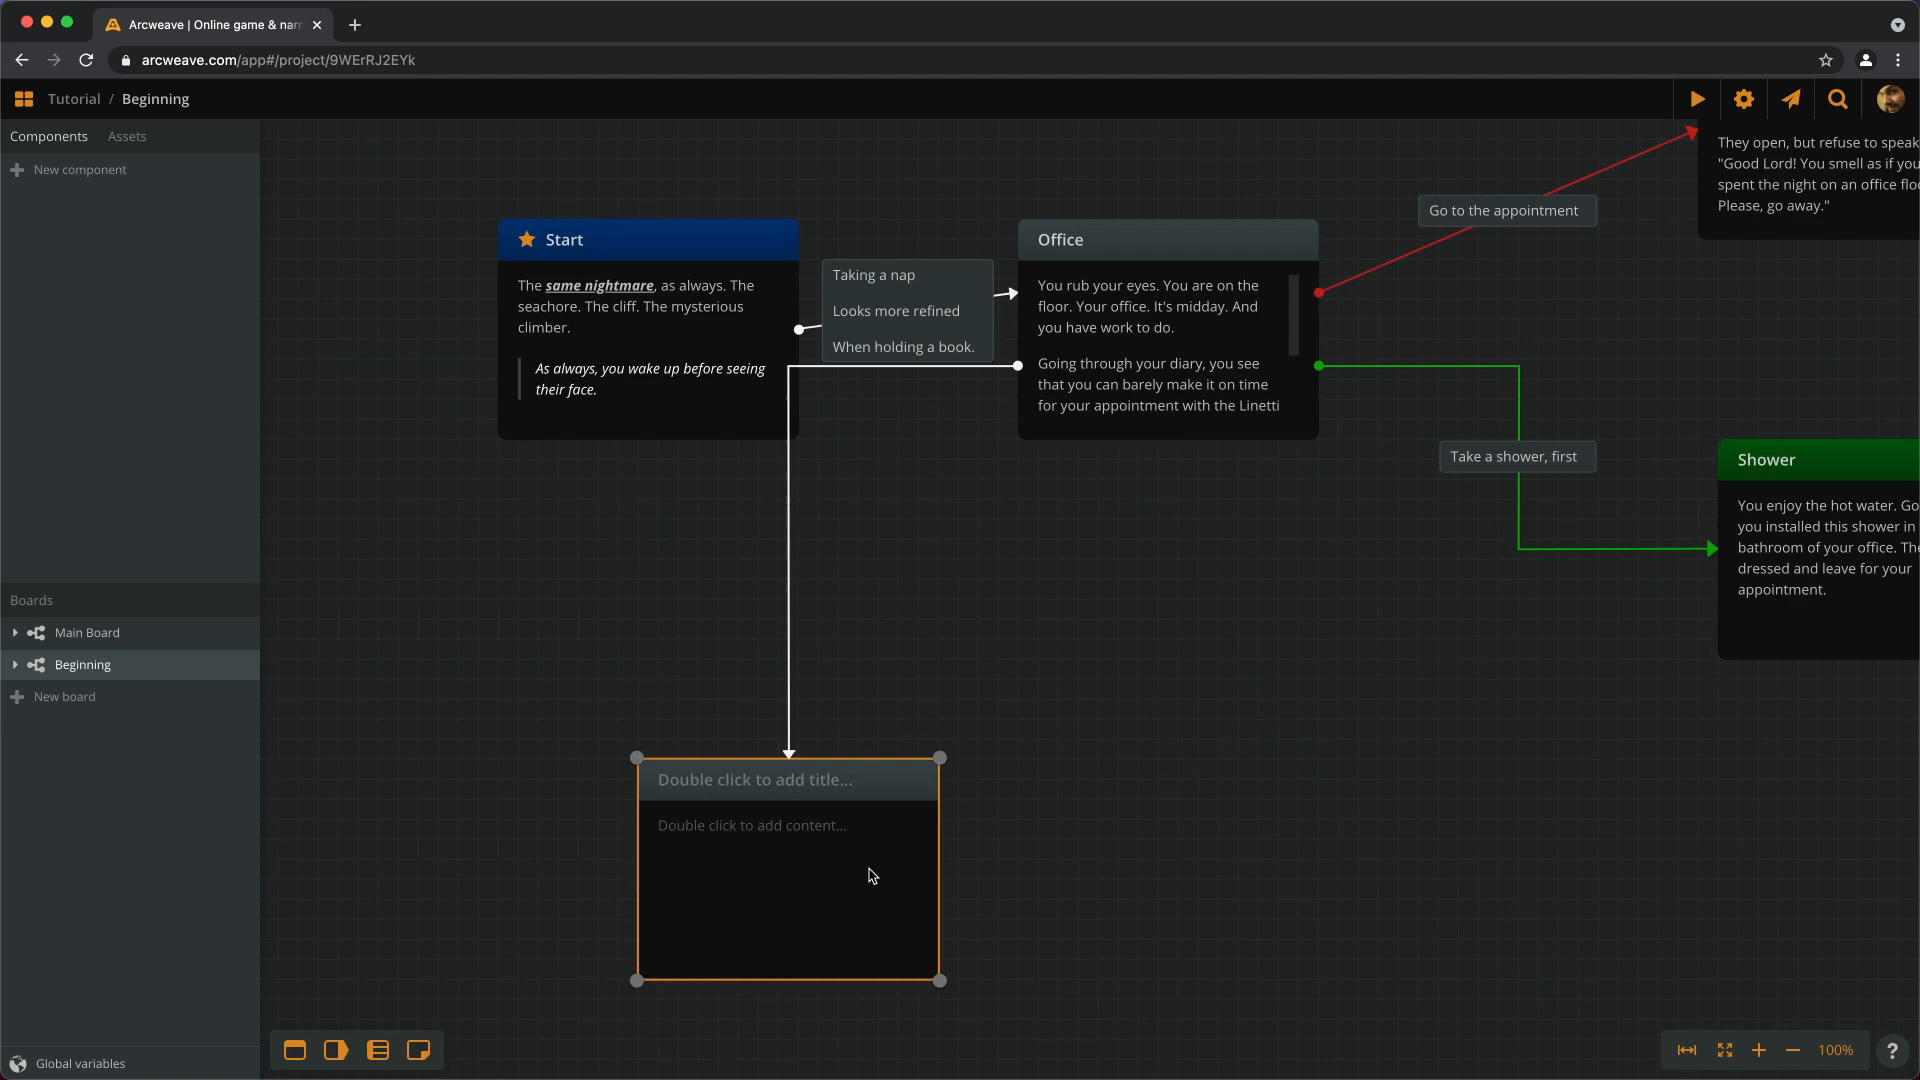 Arcweave | Online game & narr
arcweave.com/app#/project/9WErRJ2EYk
Tutorial / Beginning
Components Assets
New component
Boards
Main Board
Beginning
New board
Global variables
Start
The same nightmare, as always. The
seachore. The cliff. The mysterious
climber.
As always, you wake up before seeing
their face.
Taking a nap
Looks more refined
When holding a book.
Office
You rub your eyes. You are on the
floor. Your office. It's midday. And
you have work to do.
Going through your diary, you see
that you can barely make it on time
for your appointment with the Linetti
Go to the appointment
They open, but refuse to speak
"Good Lord! You smell as if you
spent the night on an office floo
Please, go away."
Take a shower, first
Shower
You enjoy the hot water. Go
you installed this shower in
bathroom of your office. The
dressed and leave for your
appointment.
Double click to add title...
Double click to add content...
100%
?